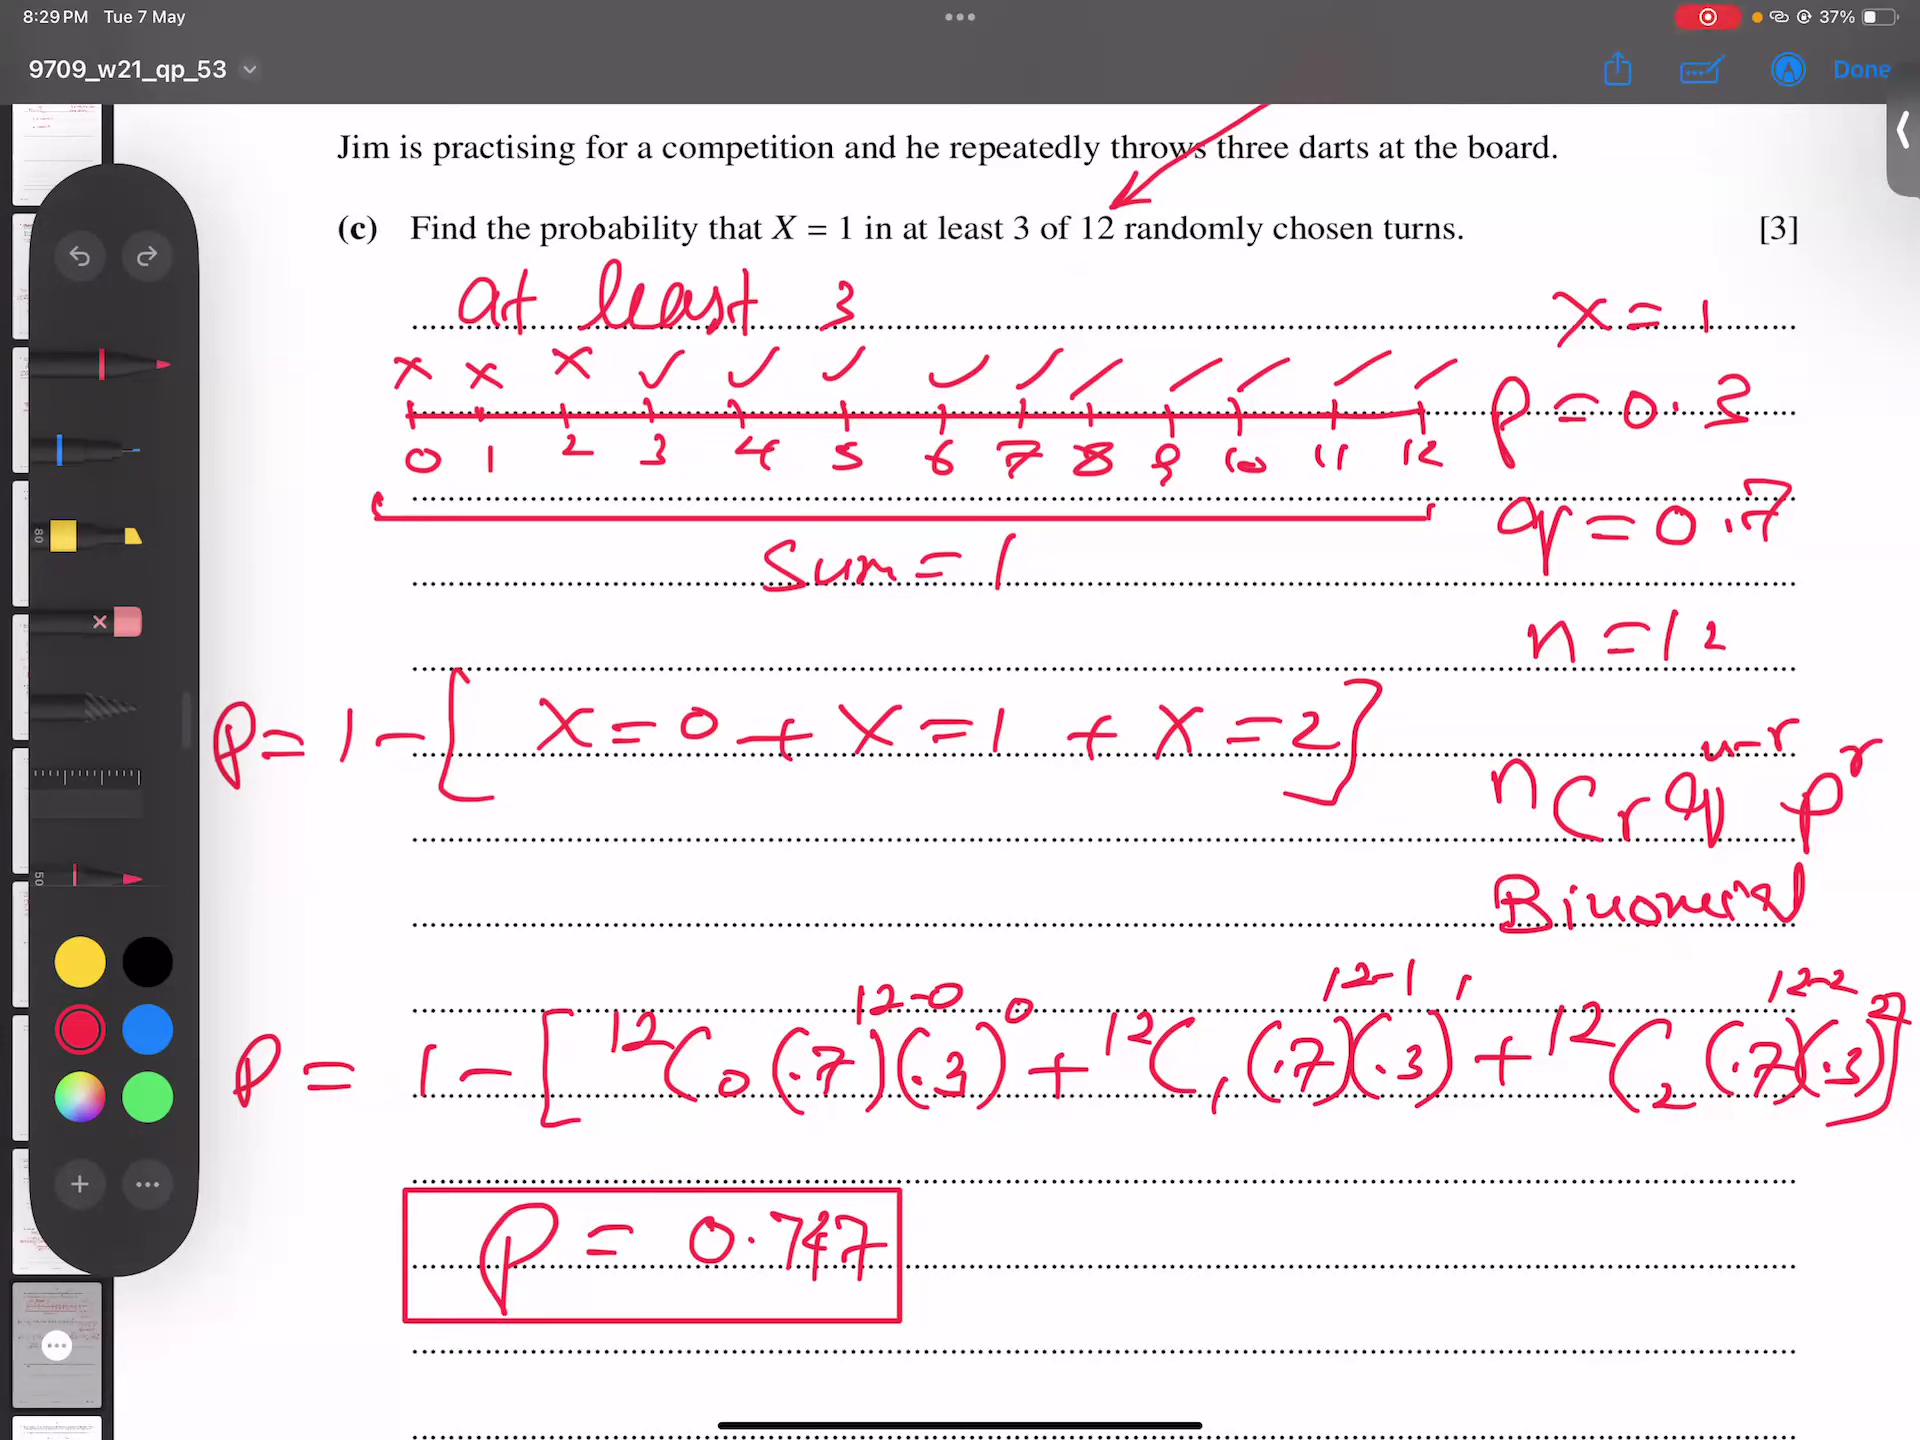 8:29 PM Tue 7 May
37%
9709_w21_qp_53
Done
Jim is practising for a competition and he repeatedly throws three darts at the board.
(c) Find the probability that X = 1 in at least 3 of 12 randomly chosen turns. [3]
at least 3
x = 1
p = 0.3
0 1 2 3 4 5 6 7 8 9 10 11 12
q = 0.7
Sum = 1
n = 12
P = 1 - [ X = 0 + X = 1 + X = 2 ]
nCr q^n-r p^r
Binomial
P = 1 - [ 12C0 (.7)^12-0 (.3)^0 + 12C1 (.7)^12-1 (.3)^1 + 12C2 (.7)^12-2 (.3)^2 ]
P = 0.747
80
50